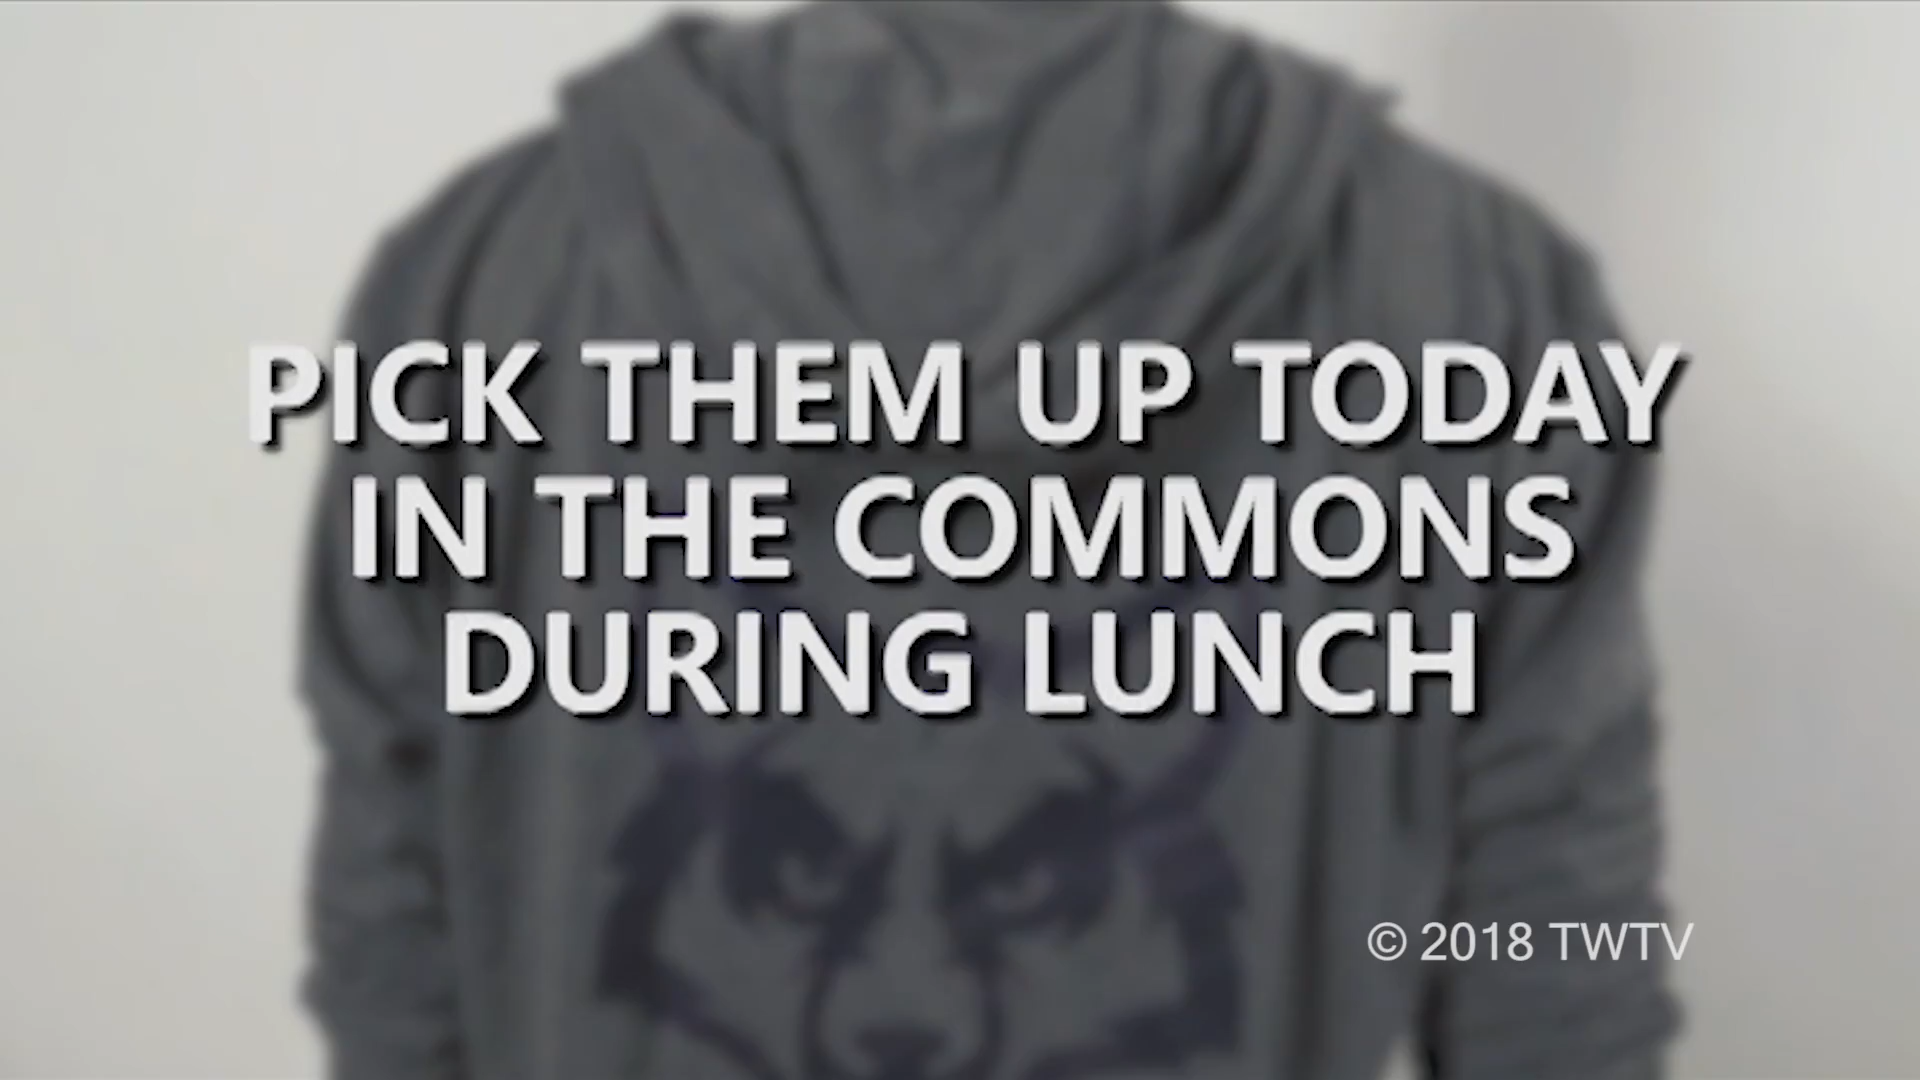 PICK THEM UP TODAY
IN THE COMMONS
DURING LUNCH
© 2018 TWTV